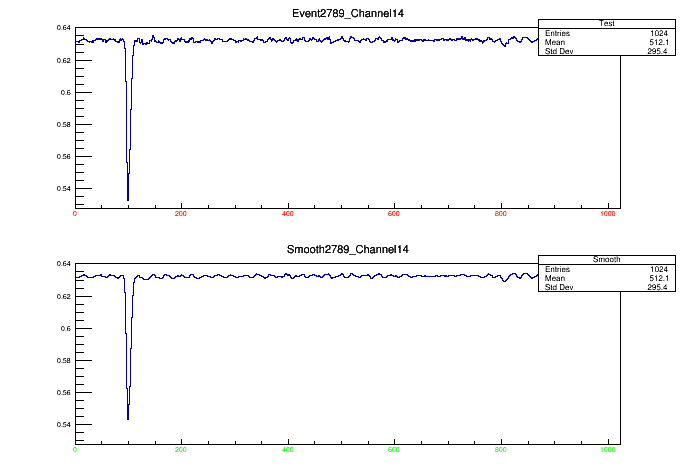 Event2789_Channel14
Test
Entries 1024
Mean 512.1
Std Dev 295.4
0.64
0.62
0.6
0.58
0.56
0.54
0 200 400 600 800 1000
Smooth2789_Channel14
Smooth
Entries 1024
Mean 512.1
Std Dev 295.4
0.64
0.62
0.6
0.58
0.56
0.54
0 200 400 600 800 1000